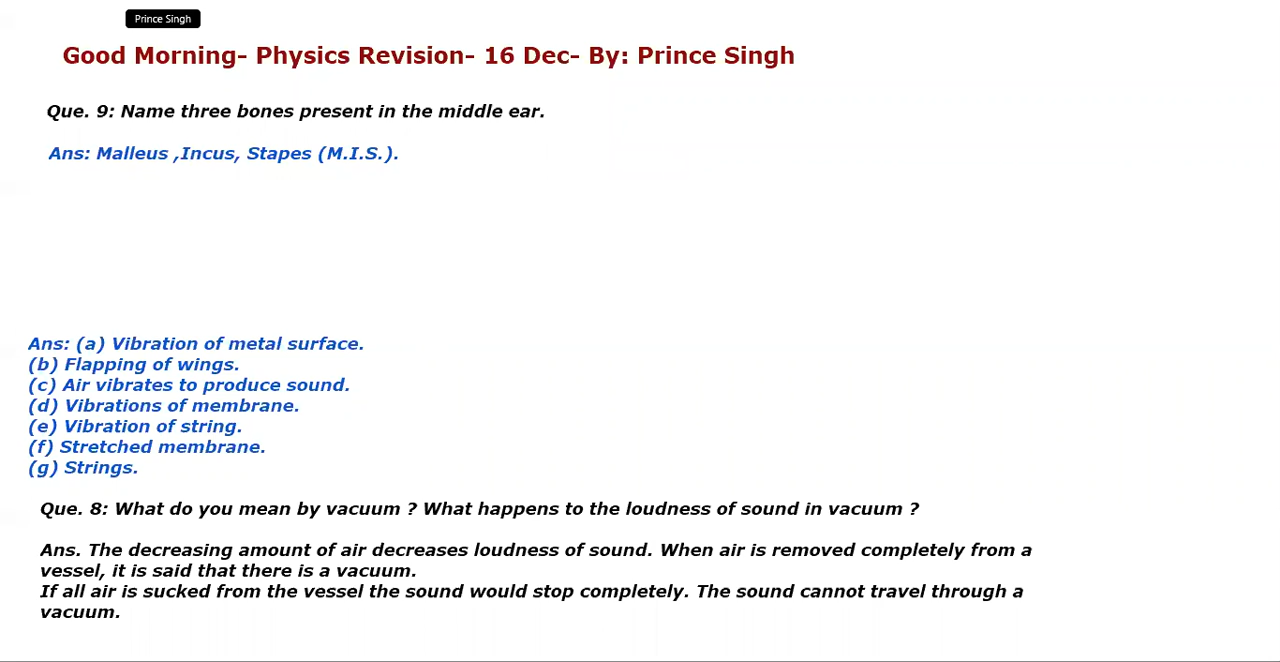 Prince Singh
Good Morning- Physics Revision- 16 Dec- By: Prince Singh
Que. 9: Name three bones present in the middle ear.
Ans: Malleus ,Incus, Stapes (M.I.S.).
Ans: (a) Vibration of metal surface.
(b) Flapping of wings.
(c) Air vibrates to produce sound.
(d) Vibrations of membrane.
(e) Vibration of string.
(f) Stretched membrane.
(g) Strings.
Que. 8: What do you mean by vacuum ? What happens to the loudness of sound in vacuum ?
Ans. The decreasing amount of air decreases loudness of sound. When air is removed completely from a
vessel, it is said that there is a vacuum.
If all air is sucked from the vessel the sound would stop completely. The sound cannot travel through a
vacuum.